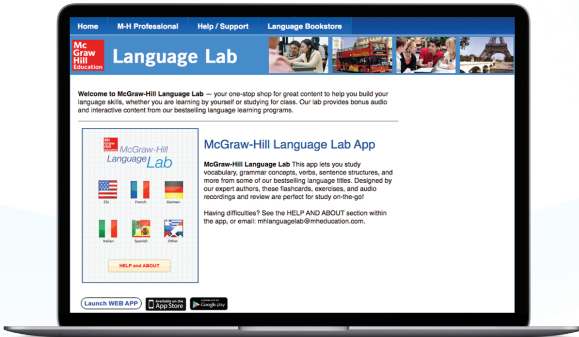 Home M-H Professional Help / Support Language Bookstore
Mc
Graw
Hill
Education
Language Lab
Welcome to McGraw-Hill Language Lab — your one-stop shop for great content to help you build your
language skills, whether you are learning by yourself or studying for class. Our lab provides bonus audio
and interactive content from our bestselling language learning programs.
McGraw-Hill
Language Lab
ESL French German
Italian Spanish Other
HELP and ABOUT
McGraw-Hill Language Lab App
McGraw-Hill Language Lab This app lets you study
vocabulary, grammar concepts, verbs, sentence structures, and
more from some of our bestselling language titles. Designed by
our expert authors, these flashcards, exercises, and audio
recordings and review are perfect for study on-the-go!
Having difficulties? See the HELP AND ABOUT section within
the app, or email: mhlanguagelab@mheducation.com.
Launch WEB APP Available on the App Store Google play